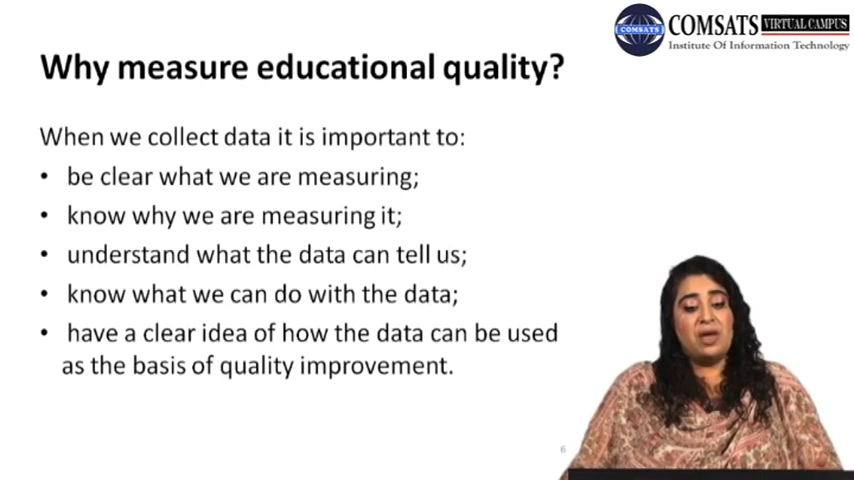 COMSATS VIRTUAL CAMPUS
COMSATS
Institute Of Information Technology
Why measure educational quality?
When we collect data it is important to:
• be clear what we are measuring;
• know why we are measuring it;
• understand what the data can tell us;
• know what we can do with the data;
• have a clear idea of how the data can be used
as the basis of quality improvement.
6